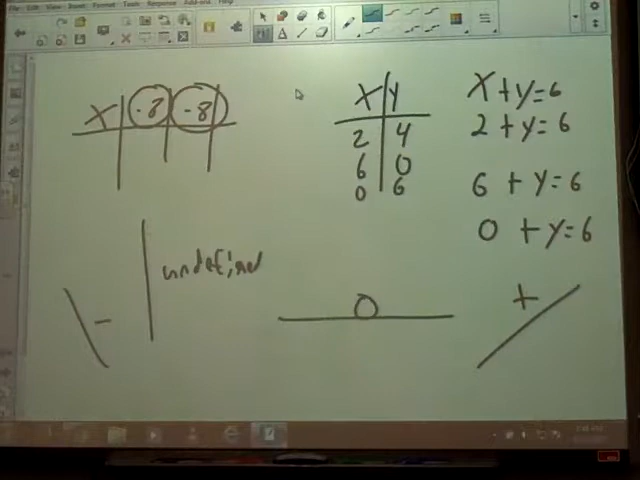 X -8 -8
X Y
2 4
6 0
0 6
X+y=6
2+y=6
6+y=6
0+y=6
undefined
-
0
+